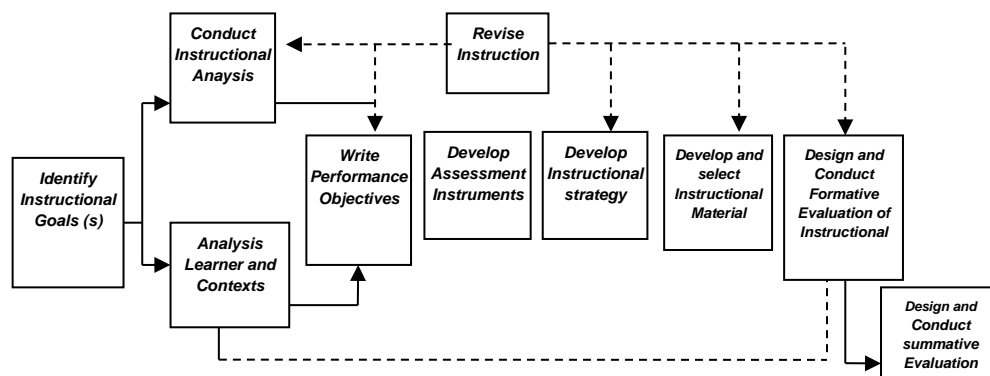 Conduct
Instructional
Anaysis
Revise
Instruction
Identify
Instructional
Goals (s)
Analysis
Learner and
Contexts
Write
Performance
Objectives
Develop
Assessment
Instruments
Develop
Instructional
strategy
Develop and
select
Instructional
Material
Design and
Conduct
Formative
Evaluation of
Instructional
Design and
Conduct
summative
Evaluation